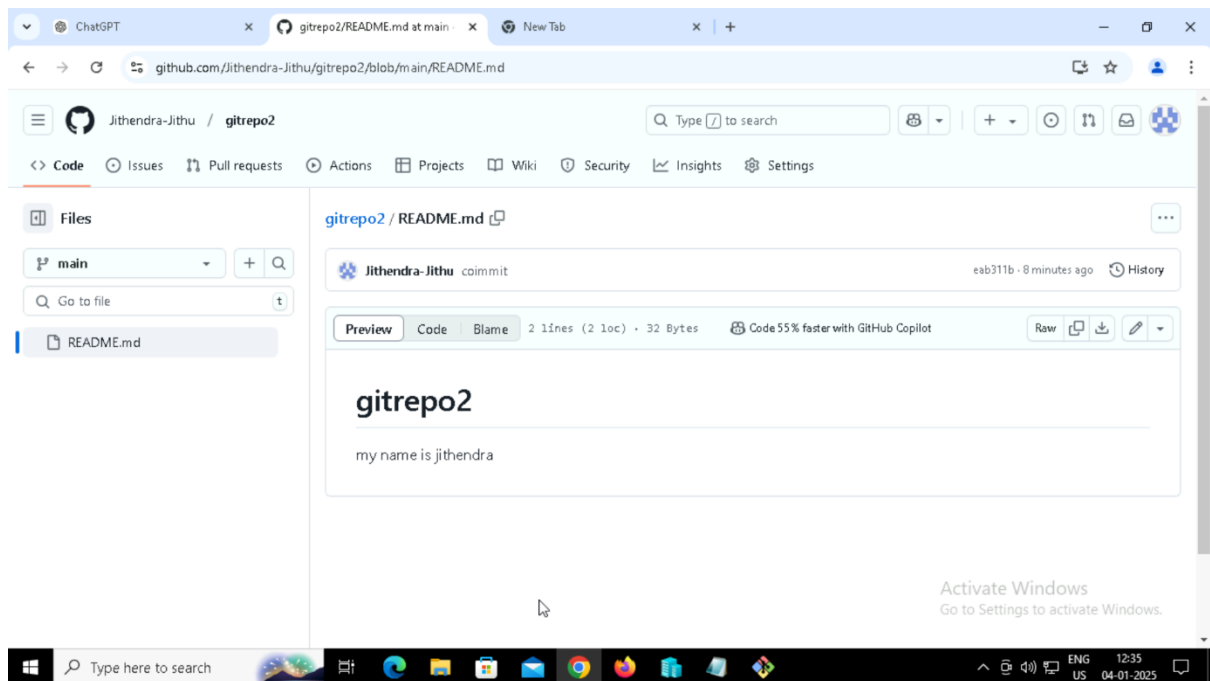 ChatGPT
gitrepo2/README.md at main
New Tab
github.com/Jithendra-Jithu/gitrepo2/blob/main/README.md
Jithendra-Jithu / gitrepo2
Type / to search
Code Issues Pull requests Actions Projects Wiki Security Insights Settings
Files
gitrepo2 / README.md
main
Jithendra-Jithu coimmit
eab311b · 8 minutes ago
History
Go to file t
README.md
Preview Code Blame 2 lines (2 loc) · 32 Bytes Code 55% faster with GitHub Copilot Raw
gitrepo2
my name is jithendra
Activate Windows
Go to Settings to activate Windows.
Type here to search
ENG
US
12:35
04-01-2025